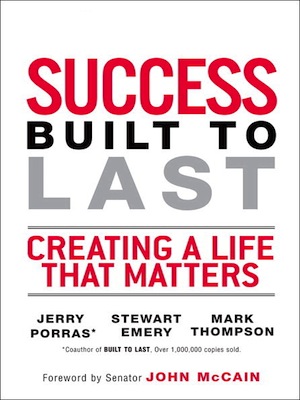 SUCCESS
BUILT TO
LAST
CREATING A LIFE
THAT MATTERS
JERRY STEWART MARK
PORRAS* EMERY THOMPSON
*Coauthor of BUILT TO LAST, Over 1,000,000 copies sold.
Foreword by Senator JOHN McCAIN